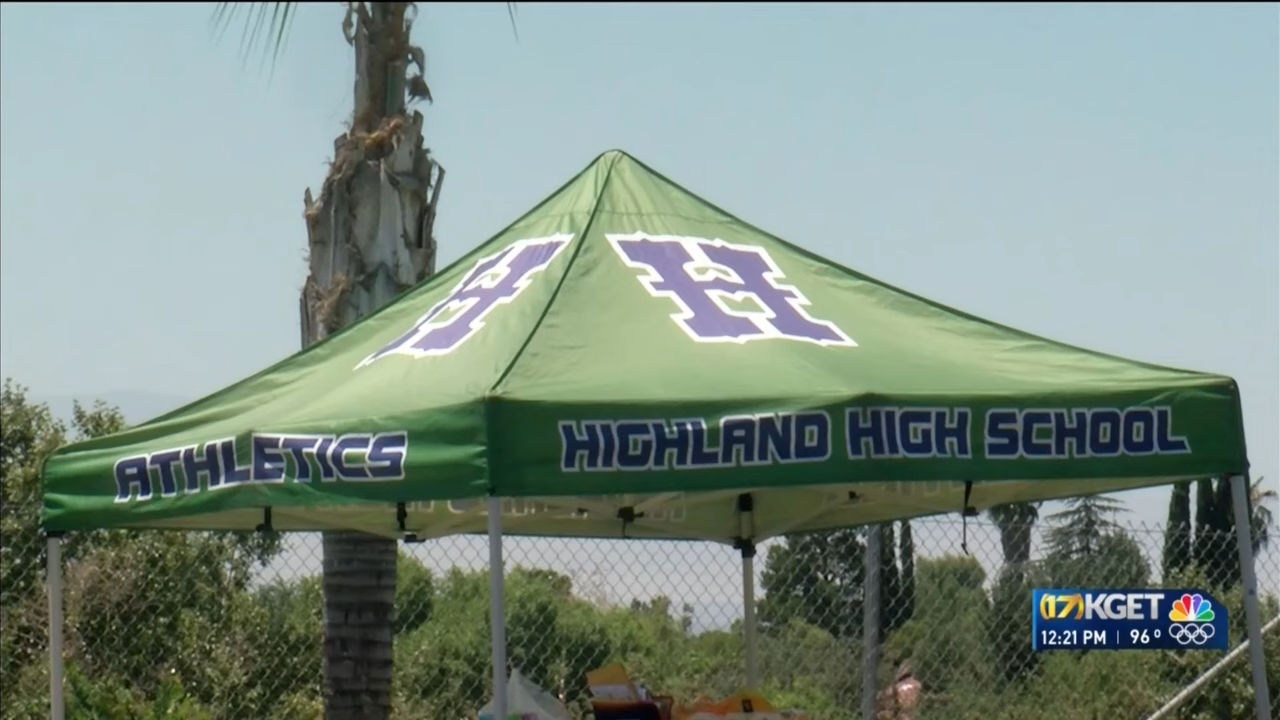 H H
ATHLETICS HIGHLAND HIGH SCHOOL
17 KGET
12:21 PM | 96°